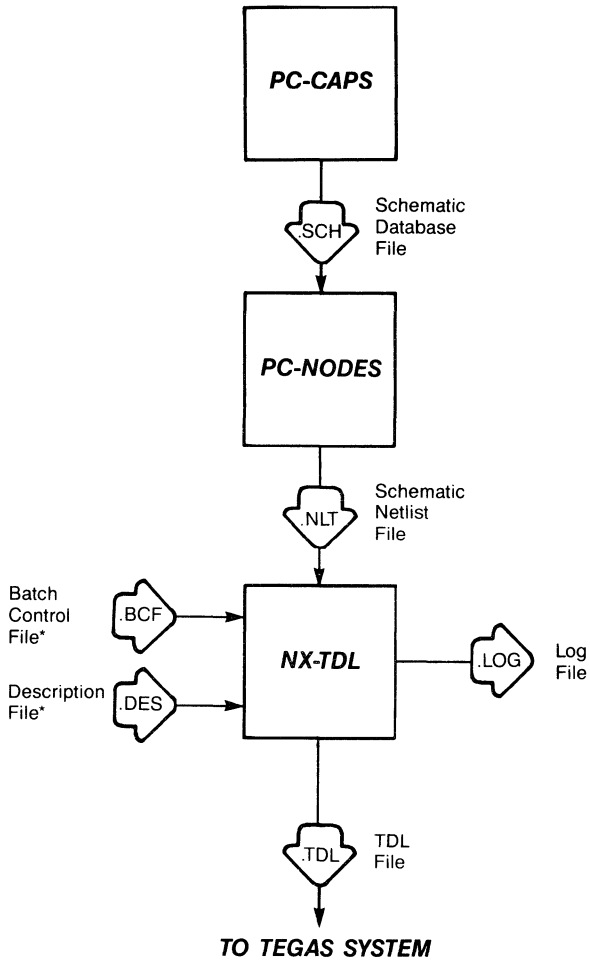 PC-CAPS
.SCH
Schematic
Database
File
PC-NODES
.NLT
Schematic
Netlist
File
Batch
Control
File*
.BCF
NX-TDL
.LOG
Log
File
Description
File*
.DES
.TDL
TDL
File
TO TEGAS SYSTEM